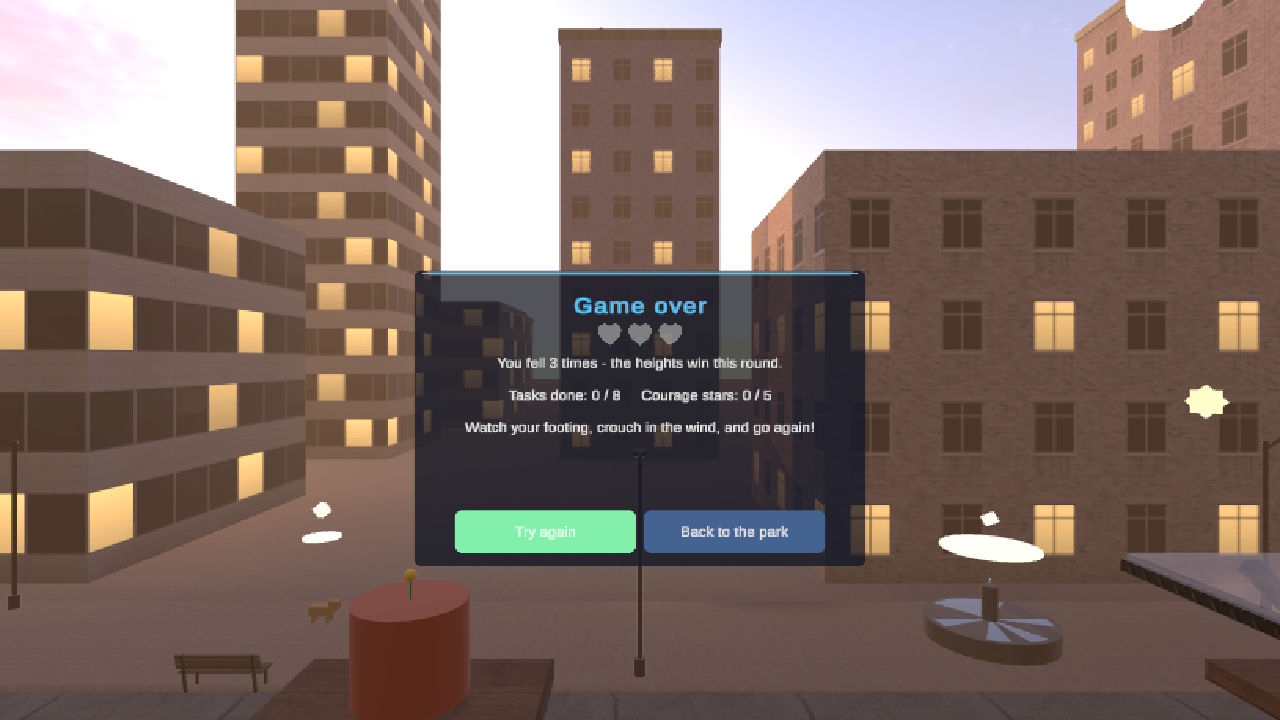 Game over
You fell 3 times - the heights win this round.
Tasks done: 0 / 8 Courage stars: 0 / 5
Watch your footing, crouch in the wind, and go again!
Try again
Back to the park